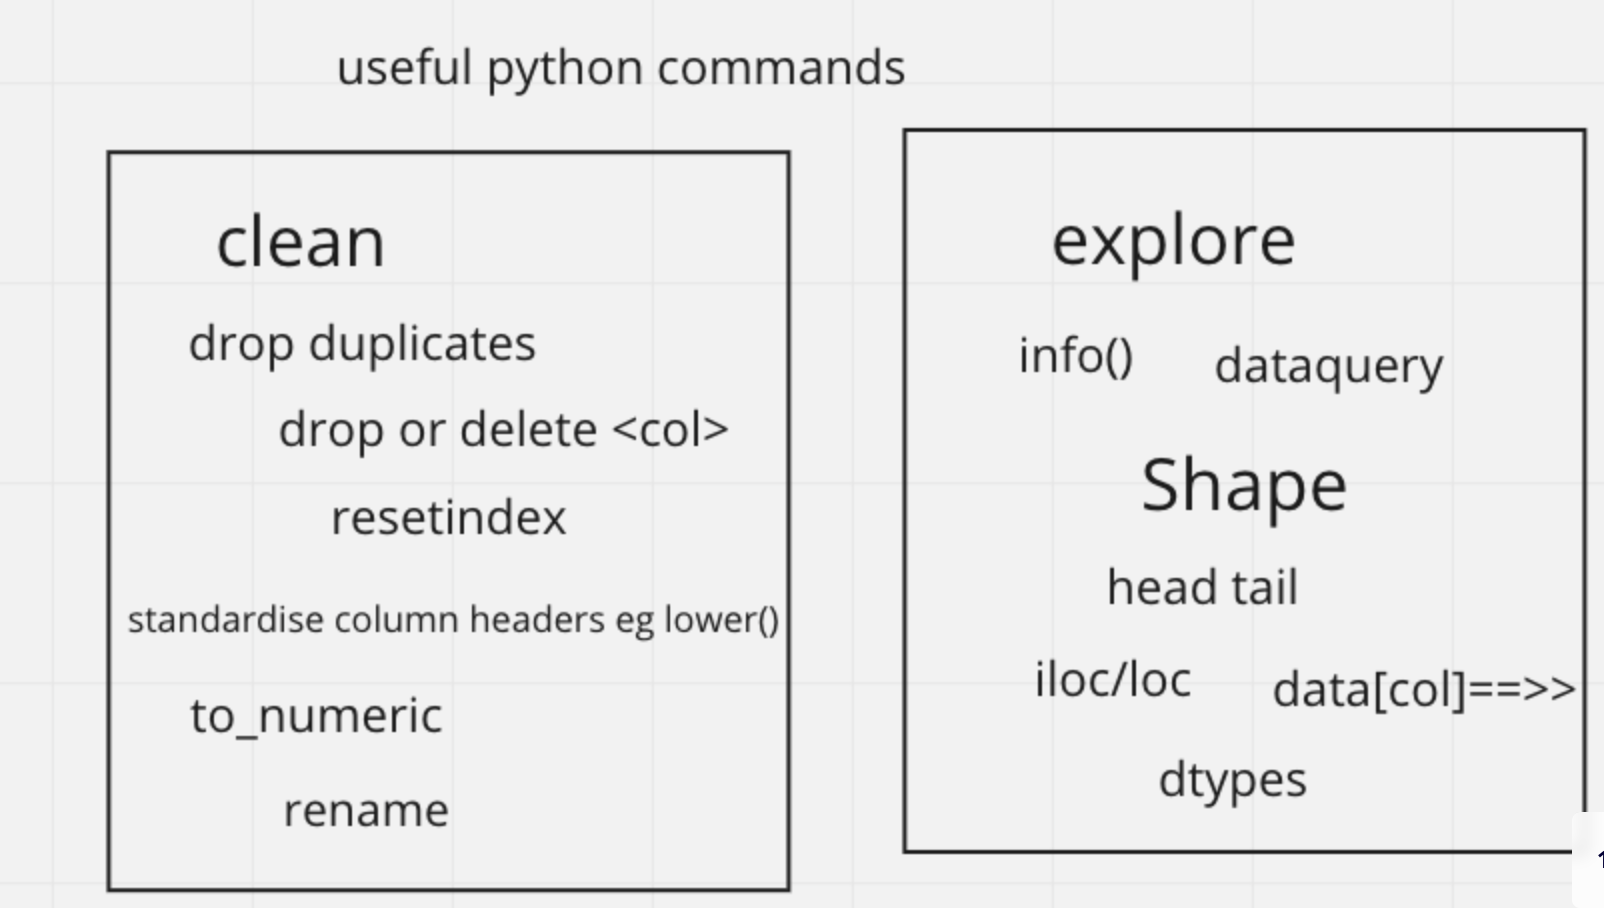 useful python commands
clean
drop duplicates
drop or delete <col>
resetindex
standardise column headers eg lower()
to_numeric
rename
explore
info()
dataquery
Shape
head tail
iloc/loc
data[col]==>>
dtypes